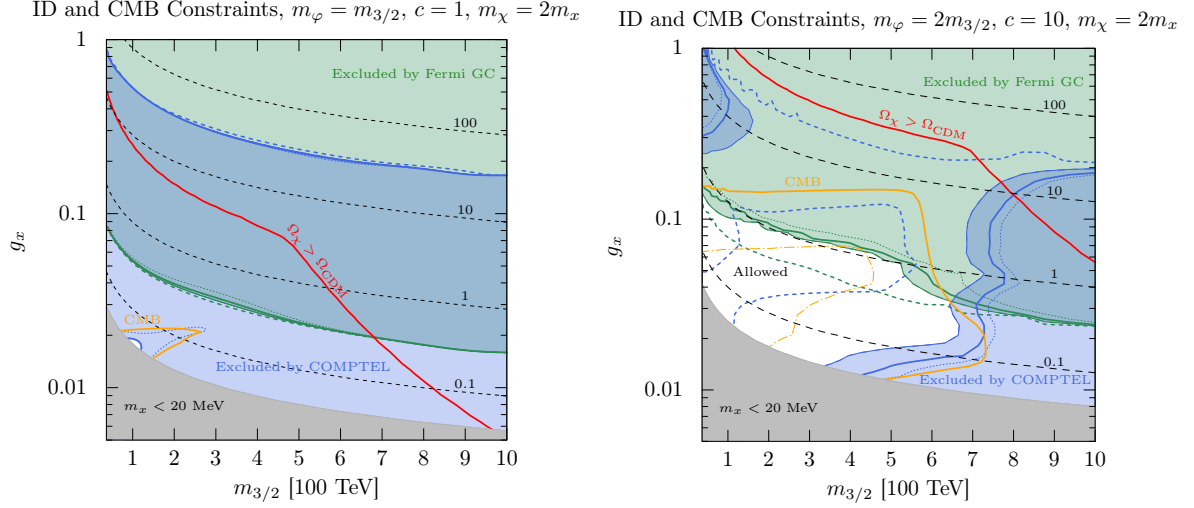 ID and CMB Constraints, m_φ = m_{3/2}, c = 1, m_χ = 2m_x
1
Excluded by Fermi GC
100
10
0.1
g_x
Ω_χ > Ω_CDM
1
CMB
Excluded by COMPTEL
0.1
0.01
m_x < 20 MeV
1 2 3 4 5 6 7 8 9 10
m_{3/2} [100 TeV]
ID and CMB Constraints, m_φ = 2m_{3/2}, c = 10, m_χ = 2m_x
1
Excluded by Fermi GC
100
Ω_χ > Ω_CDM
CMB
10
0.1
g_x
Allowed
1
0.1
Excluded by COMPTEL
0.01
m_x < 20 MeV
1 2 3 4 5 6 7 8 9 10
m_{3/2} [100 TeV]